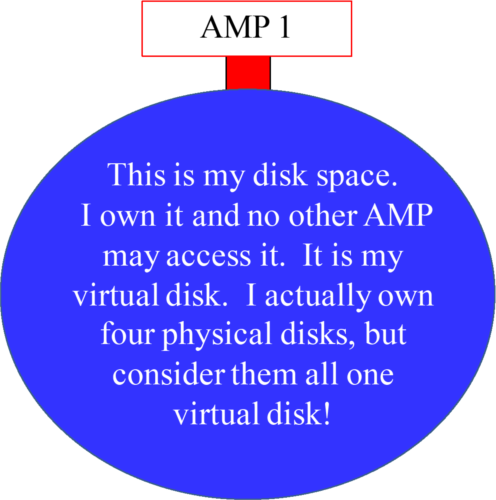 AMP 1
This is my disk space.
I own it and no other AMP
may access it. It is my
virtual disk. I actually own
four physical disks, but
consider them all one
virtual disk!